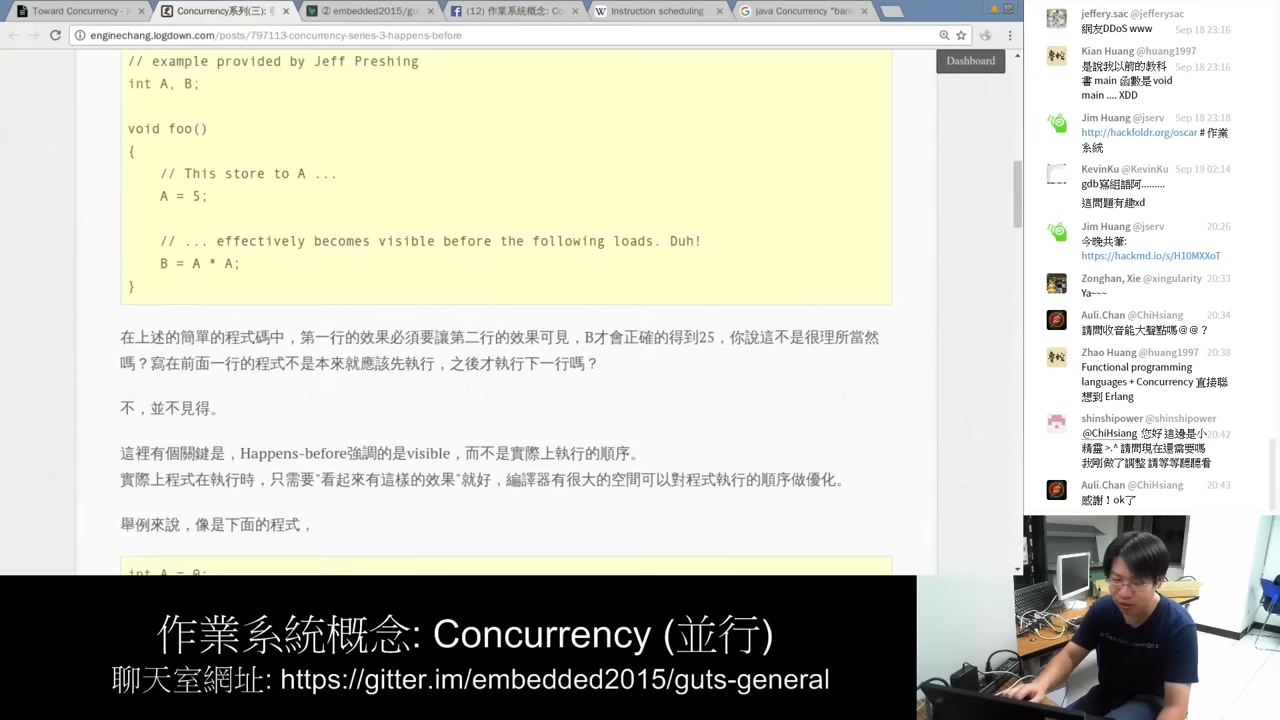 Toward Concurrency - 
Concurrency系列(三): 
② embedded2015/gu
(12) 作業系統概念: Co
Instruction scheduling
java Concurrency "ban
enginechang.logdown.com/posts/797113-concurrency-series-3-happens-before
Dashboard
// example provided by Jeff Preshing
int A, B;
void foo()
{
// This store to A ...
A = 5;
// ... effectively becomes visible before the following loads. Duh!
B = A * A;
}
在上述的簡單的程式碼中，第一行的效果必須要讓第二行的效果可見，B才會正確的得到25，你說這不是很理所當然
嗎？寫在前面一行的程式不是本來就應該先執行，之後才執行下一行嗎？
不，並不見得。
這裡有個關鍵是，Happens-before強調的是visible，而不是實際上執行的順序。
實際上程式在執行時，只需要"看起來有這樣的效果"就好，編譯器有很大的空間可以對程式執行的順序做優化。
舉例來說，像是下面的程式，
int A = 0;
jeffery.sac @jefferysac
網友DDoS www Sep 18 23:16
Kian Huang @huang1997
是說我以前的教科 Sep 18 23:16
書 main 函數是 void
main .... XDD
Jim Huang @jserv Sep 18 23:18
http://hackfoldr.org/oscar # 作業
系統
KevinKu @KevinKu Sep 19 02:14
gdb寫組語阿.........
這問題有趣xd
Jim Huang @jserv 20:26
今晚共筆:
https://hackmd.io/s/H10MXXoT
Zonghan, Xie @xingularity 20:33
Ya~~~
Auli.Chan @ChiHsiang 20:34
請問收音能大聲點嗎＠＠？
Zhao Huang @huang1997 20:38
Functional programming
languages + Concurrency 直接聯
想到 Erlang
shinshipower @shinshipower
@ChiHsiang 您好 這邊是小 20:42
精靈 >.^ 請問現在還需要嗎
我剛做了調整 請等等聽聽看
Auli.Chan @ChiHsiang 20:43
感謝！ok了
作業系統概念: Concurrency (並行)
聊天室網址: https://gitter.im/embedded2015/guts-general